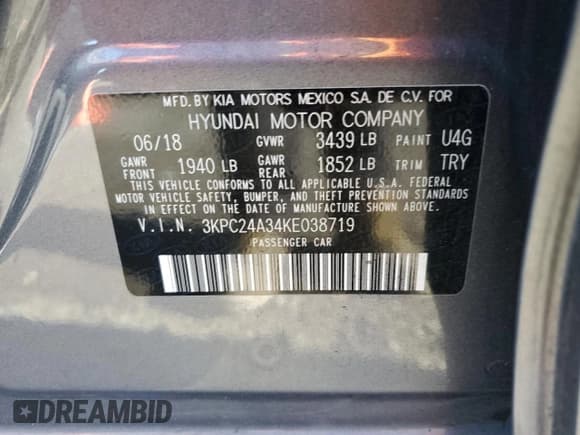 MFD. BY KIA MOTORS MEXICO S.A. DE C.V. FOR
HYUNDAI MOTOR COMPANY
06/18 GVWR 3439 LB PAINT U4G
GAWR FRONT 1940 LB GAWR REAR 1852 LB TRIM TRY
THIS VEHICLE CONFORMS TO ALL APPLICABLE U.S.A. FEDERAL
MOTOR VEHICLE SAFETY, BUMPER, AND THEFT PREVENTION STANDARDS
IN EFFECT ON THE DATE OF MANUFACTURE SHOWN ABOVE.
V.I.N. 3KPC24A34KE038719
PASSENGER CAR
DREAMBID